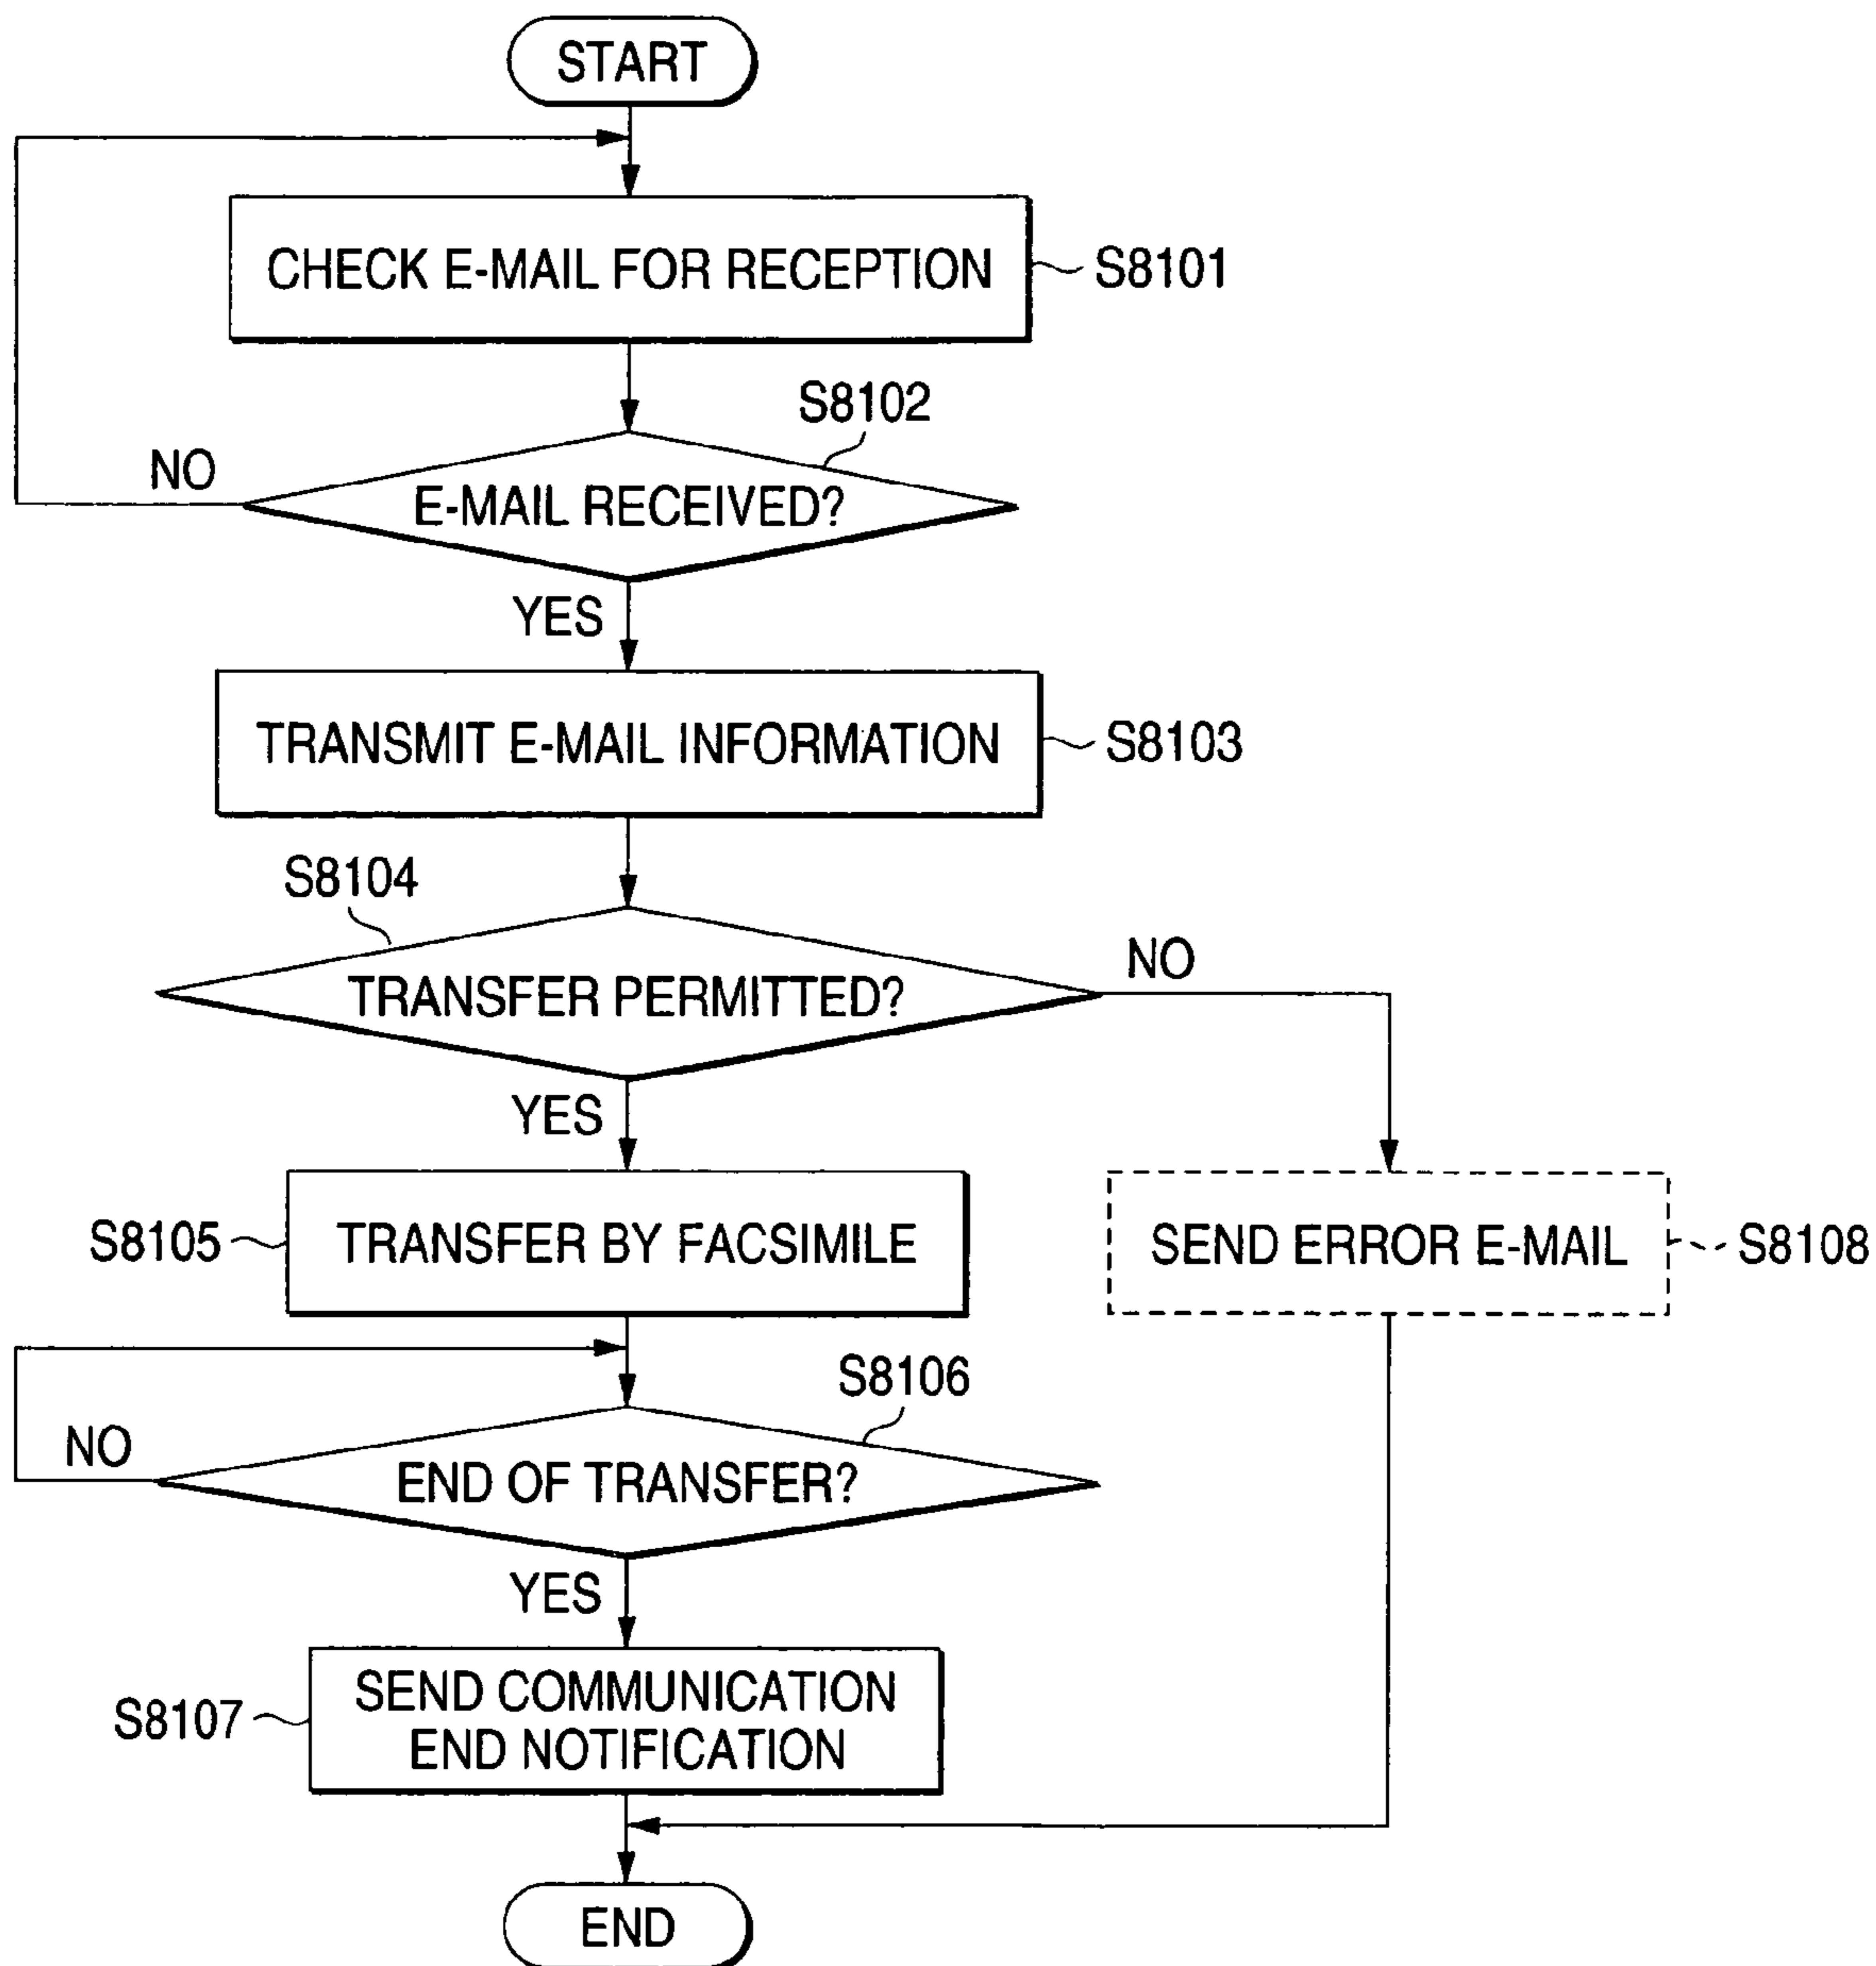 START
CHECK E-MAIL FOR RECEPTION
S8101
S8102
NO
E-MAIL RECEIVED?
YES
TRANSMIT E-MAIL INFORMATION
S8103
S8104
NO
TRANSFER PERMITTED?
YES
S8105
TRANSFER BY FACSIMILE
SEND ERROR E-MAIL
S8108
S8106
NO
END OF TRANSFER?
YES
S8107
SEND COMMUNICATION
END NOTIFICATION
END